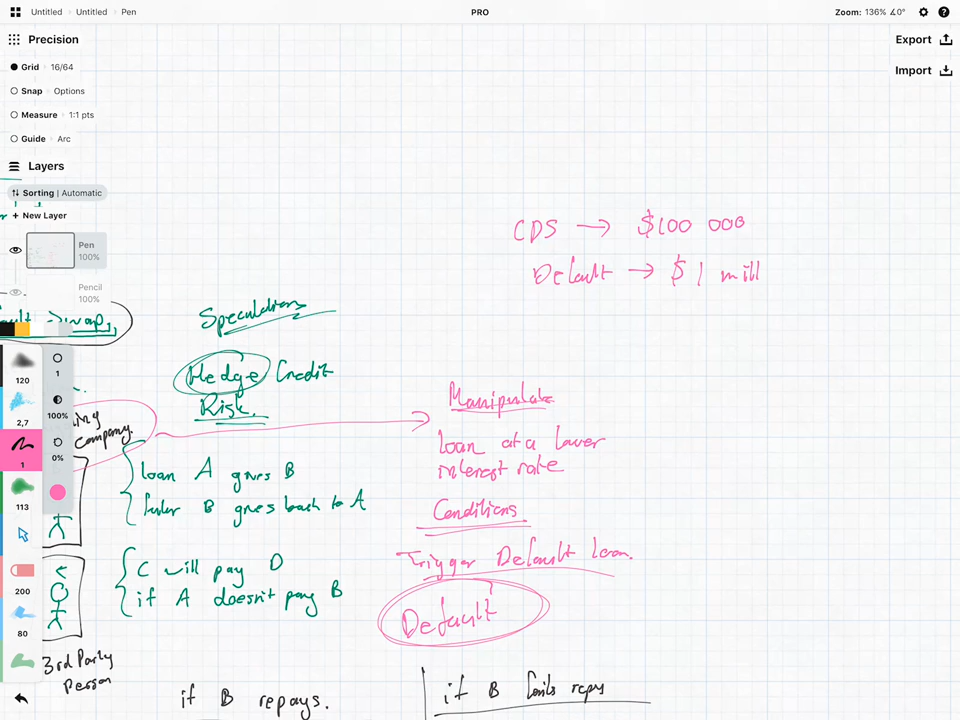 Untitled Untitled Pen
PRO
Zoom: 136% ∡0°
Precision
Grid 16/64
Snap Options
Measure 1:1 pts
Guide Arc
Layers
Sorting | Automatic
+ New Layer
Pen
100%
Pencil
100%
Export
Import
120
2,7
1
113
200
80
1
100%
0%
Swap
Company.
3rd Party
Person
Speculations
Hedge Credit
Risk.
loan A gives B
B gives back to A
C will pay D
if A doesn't pay B
if B repays.
CDS → $100 000
Default → $1 mill
Manipulate
loan at a lower
interest rate
Conditions
Trigger Default Loan.
Default
if B fails repay